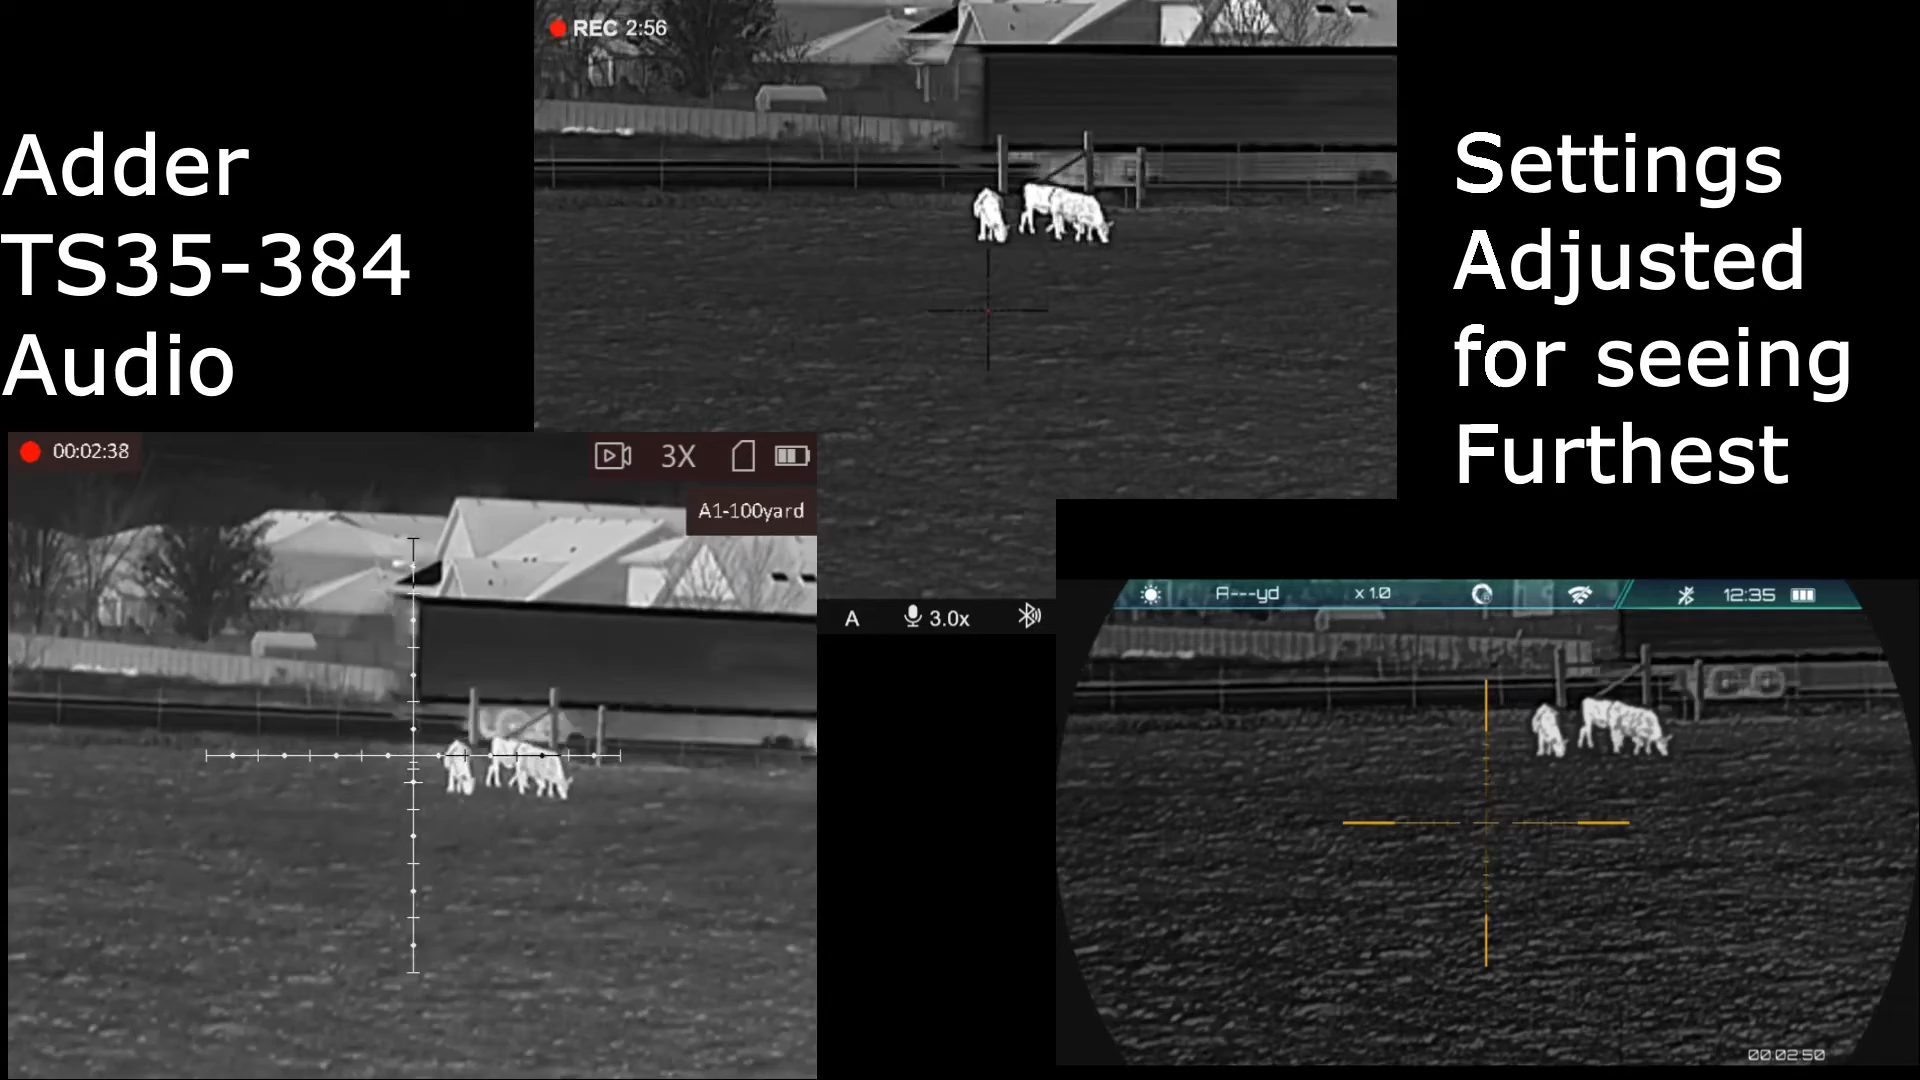 REC 2:56
Adder
TS35-384
Audio
Settings
Adjusted
for seeing
Furthest
00:02:38
3X
A1-100yard
A
3.0x
A---yd
x 1.0
12:35
00:02:50